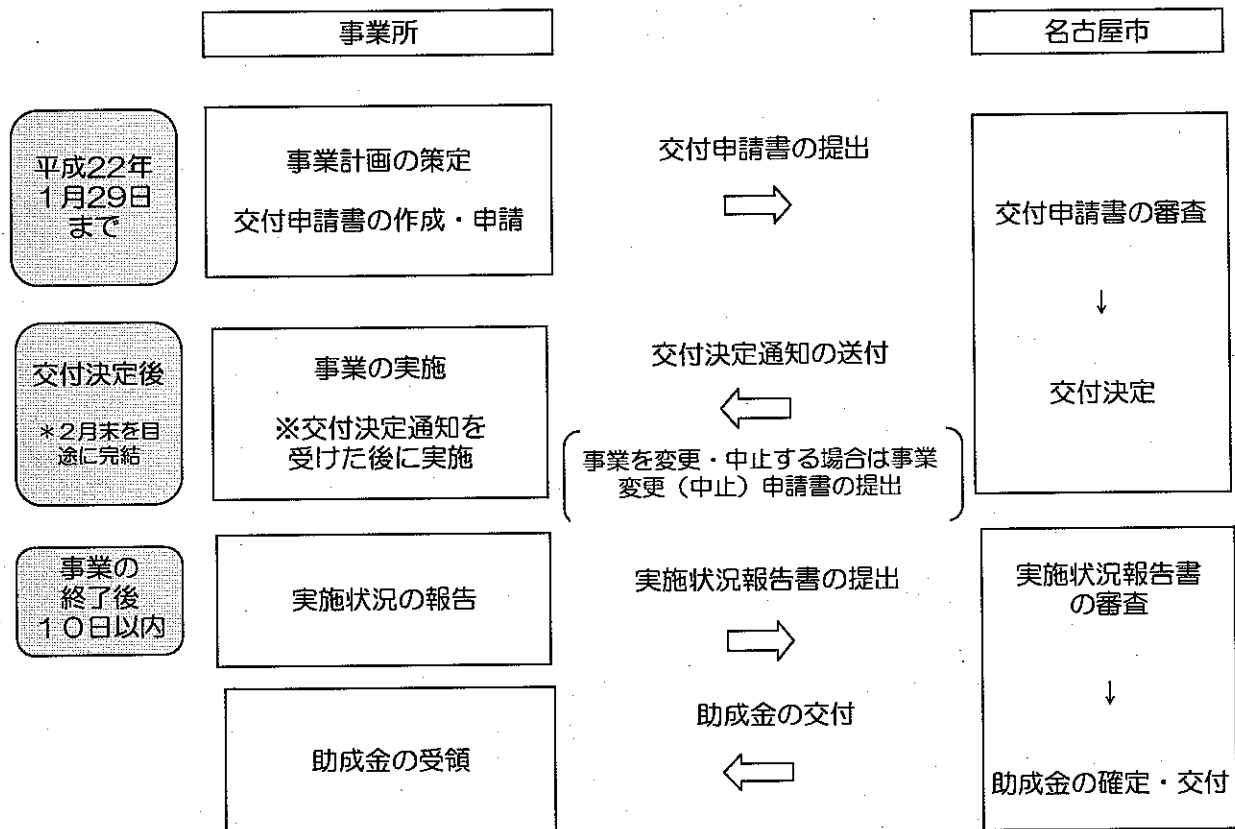 事業所
名古屋市
平成22年
1月29日
まで
事業計画の策定
交付申請書の作成・申請
交付申請書の提出
交付申請書の審査
↓
交付決定
交付決定後
*2月末を目
途に完結
事業の実施
※交付決定通知を
受けた後に実施
交付決定通知の送付
事業を変更・中止する場合は事業
変更(中止)申請書の提出
事業の
終了後
10日以内
実施状況の報告
実施状況報告書の提出
実施状況報告書
の審査
↓
助成金の確定・交付
助成金の交付
助成金の受領